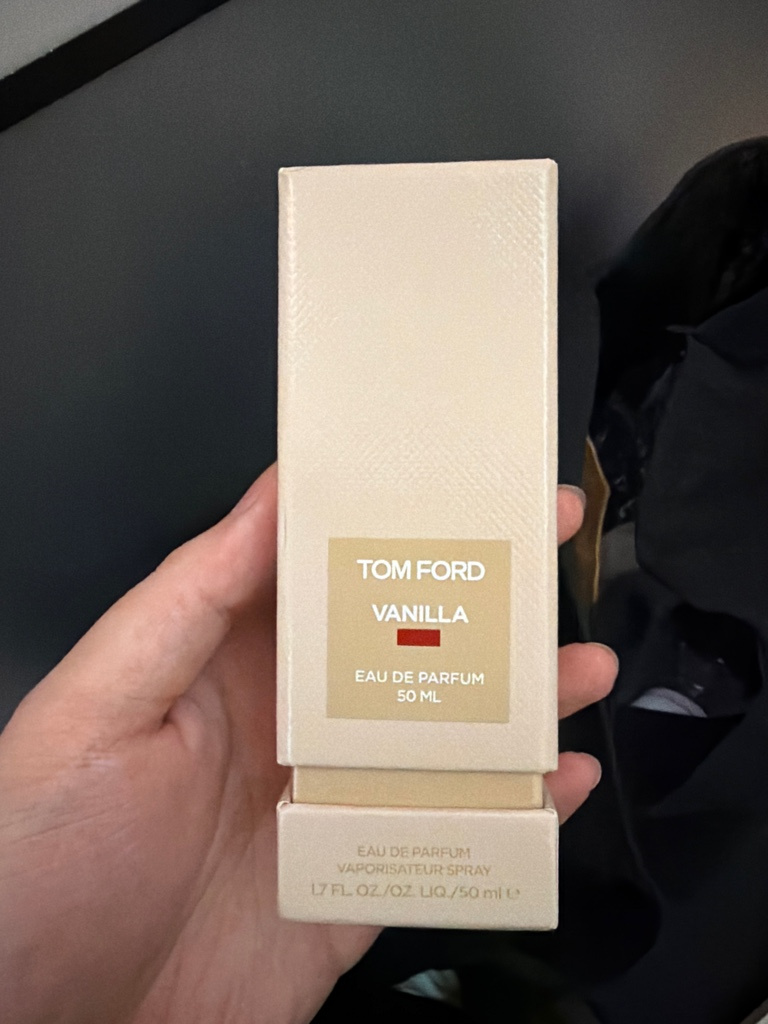 TOM FORD
VANILLA
EAU DE PARFUM
50 ML
EAU DE PARFUM
VAPORISATEUR SPRAY
1.7 FL. OZ./OZ. LIQ./50 ml ℮